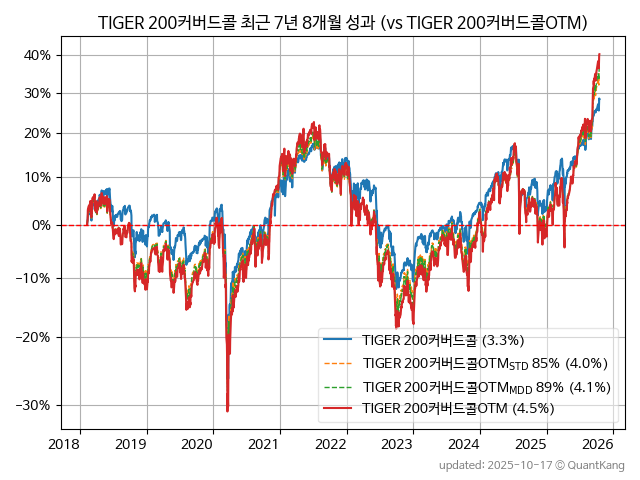 TIGER 200커버드콜 최근 7년 8개월 성과 (vs TIGER 200커버드콜OTM)
40%
30%
20%
10%
0%
-10%
-20%
-30%
TIGER 200커버드콜 (3.3%)
TIGER 200커버드콜OTM_STD 85% (4.0%)
TIGER 200커버드콜OTM_MDD 89% (4.1%)
TIGER 200커버드콜OTM (4.5%)
2018 2019 2020 2021 2022 2023 2024 2025 2026
updated: 2025-10-17 © QuantKang